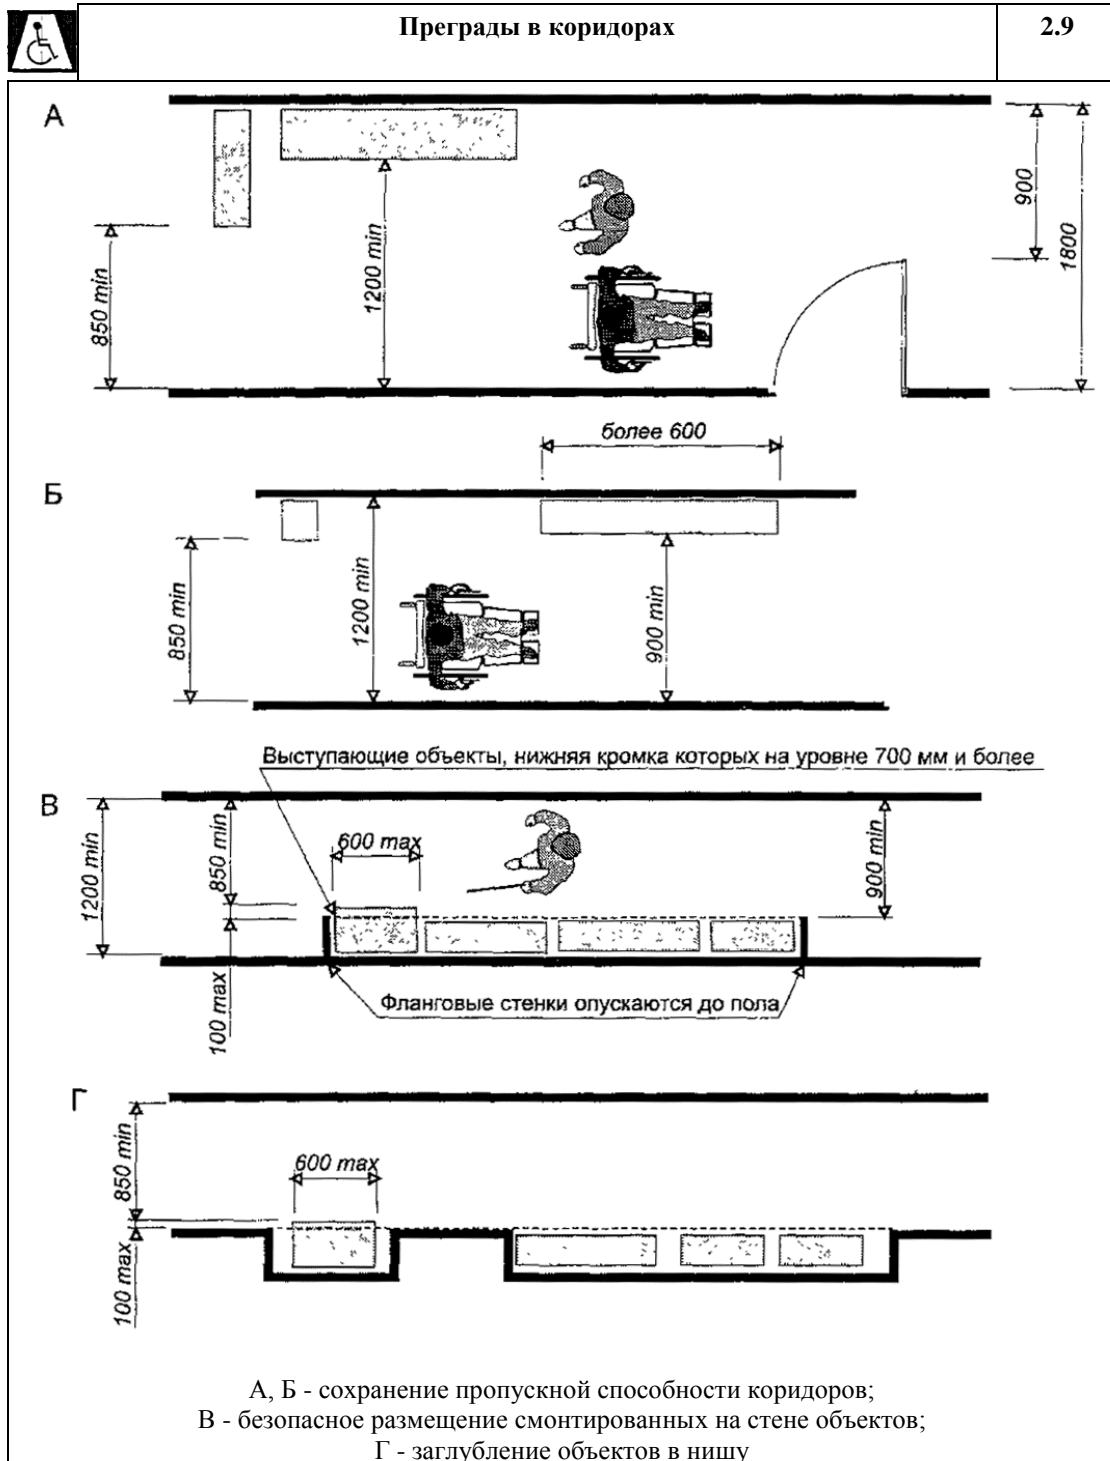 Преграды в коридорах
2.9
А
850 min
1200 min
900
1800
более 600
Б
850 min
1200 min
900 min
Выступающие объекты, нижняя кромка которых на уровне 700 мм и более
В
1200 min
850 min
600 max
900 min
100 max
Фланговые стенки опускаются до пола
Г
850 min
600 max
100 max
А, Б - сохранение пропускной способности коридоров;
В - безопасное размещение смонтированных на стене объектов;
Г - заглубление объектов в нишу